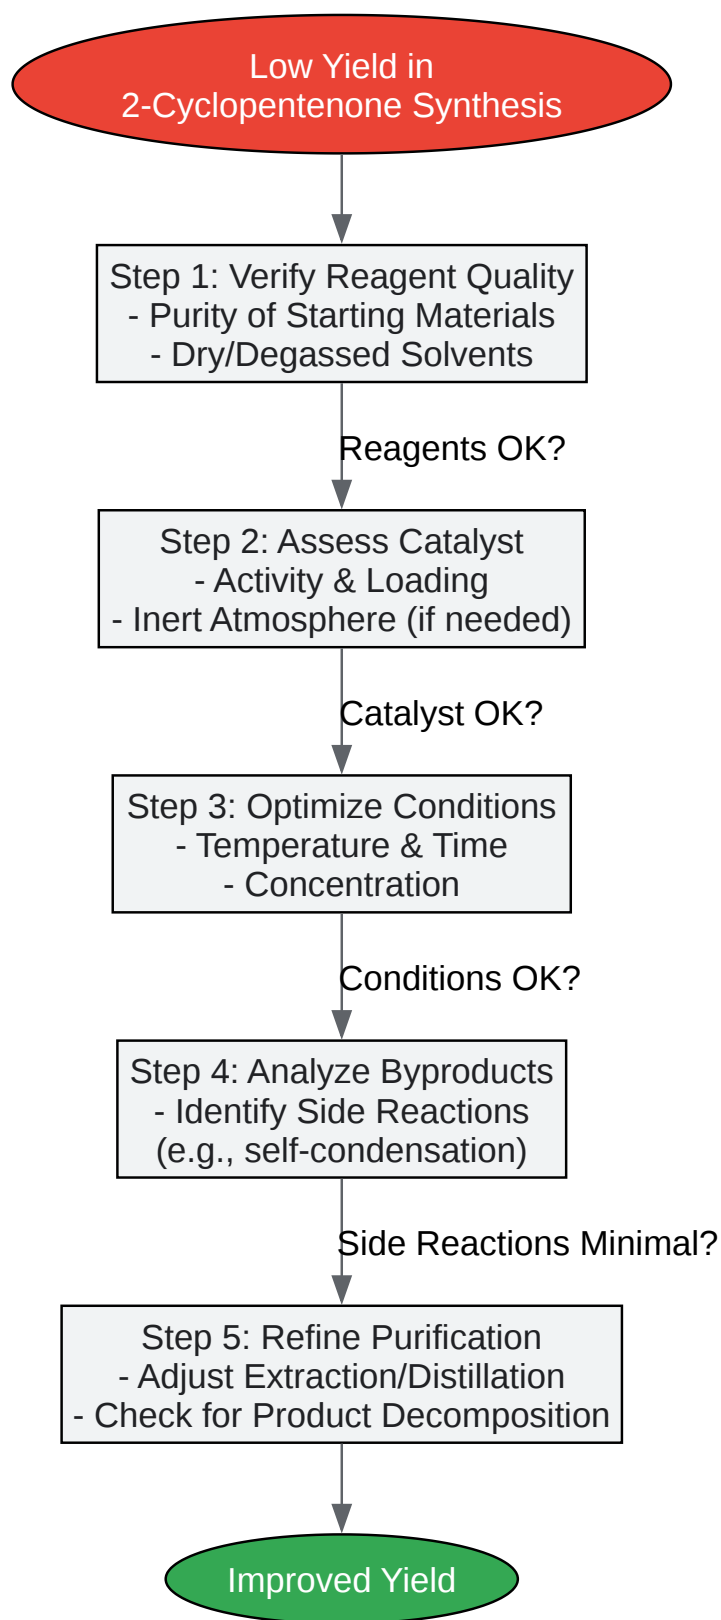 Low Yield in
2-Cyclopentenone Synthesis
Step 1: Verify Reagent Quality
- Purity of Starting Materials
- Dry/Degassed Solvents
Reagents OK?
Step 2: Assess Catalyst
- Activity & Loading
- Inert Atmosphere (if needed)
Catalyst OK?
Step 3: Optimize Conditions
- Temperature & Time
- Concentration
Conditions OK?
Step 4: Analyze Byproducts
- Identify Side Reactions
(e.g., self-condensation)
Side Reactions Minimal?
Step 5: Refine Purification
- Adjust Extraction/Distillation
- Check for Product Decomposition
Improved Yield